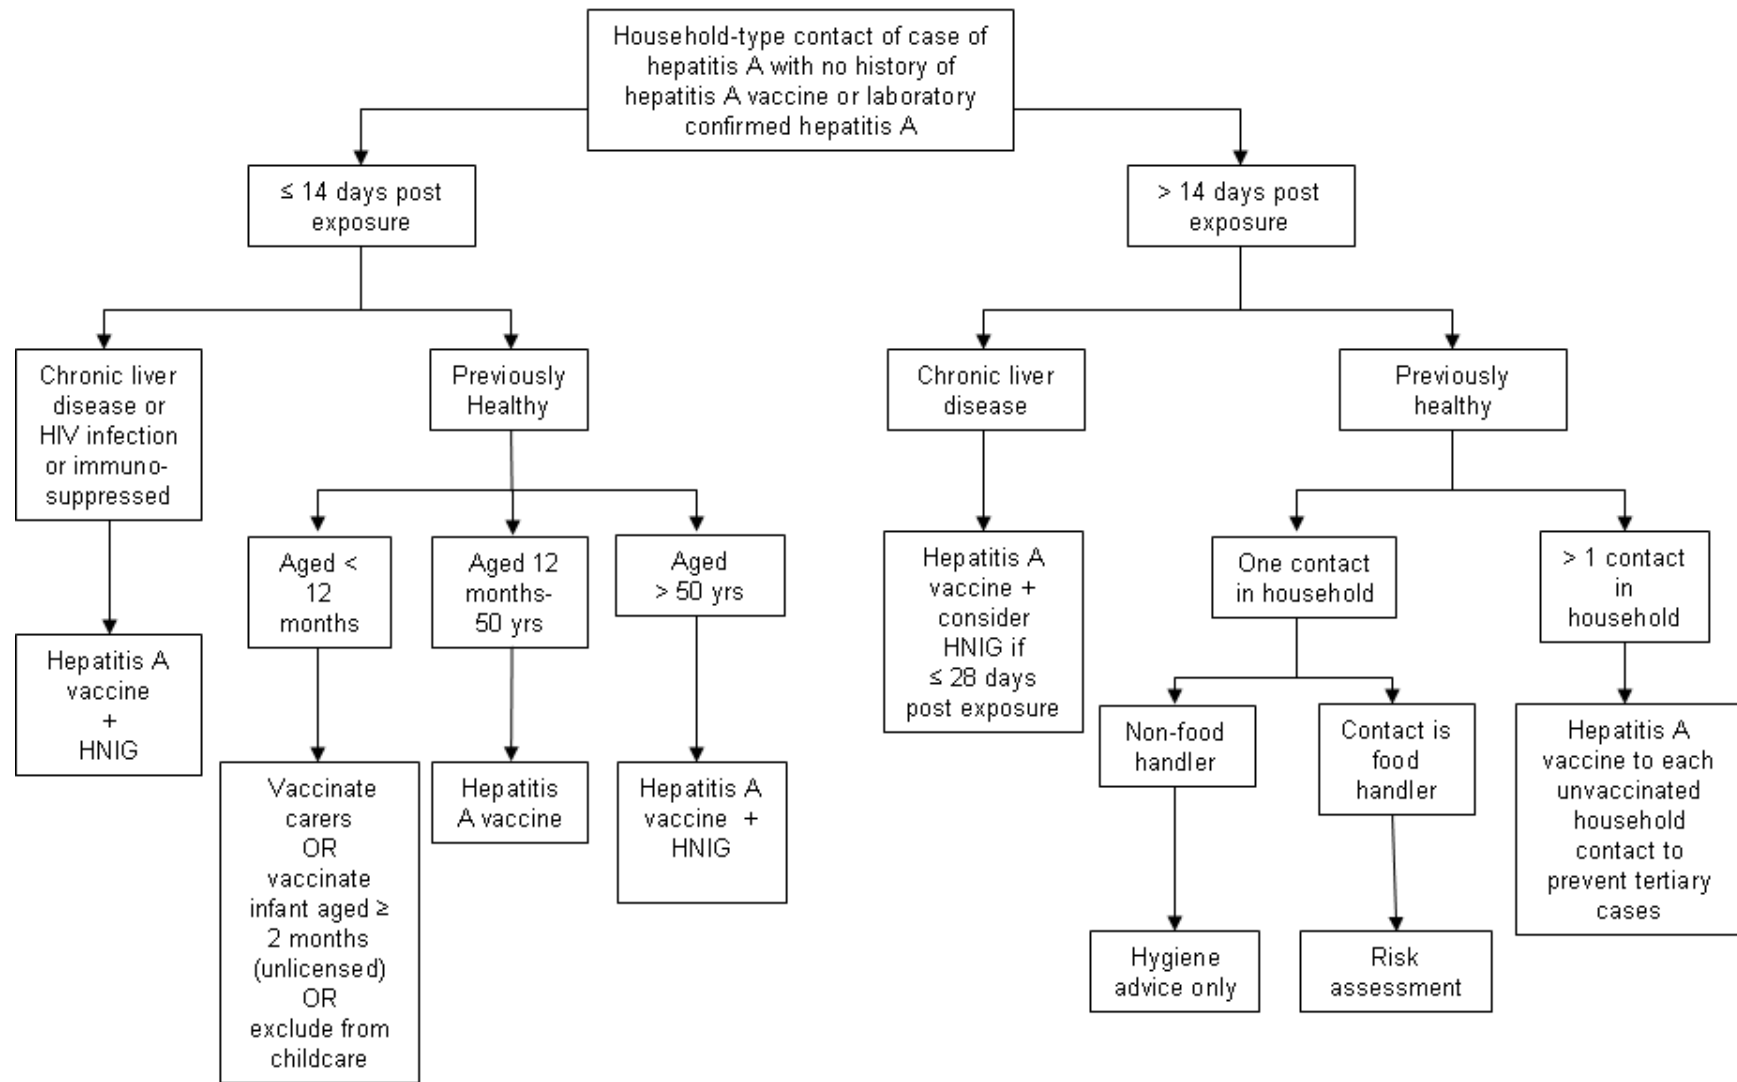 Household-type contact of case of
hepatitis A with no history of
hepatitis A vaccine or laboratory
confirmed hepatitis A
≤ 14 days post
exposure
> 14 days post
exposure
Chronic liver
disease or
HIV infection
or immuno-
suppressed
Previously
Healthy
Chronic liver
disease
Previously
healthy
Aged <
12
months
Aged 12
months-
50 yrs
Aged
> 50 yrs
Hepatitis A
vaccine +
consider
HNIG if
≤ 28 days
post exposure
One contact
in household
> 1 contact
in
household
Hepatitis A
vaccine
+
HNIG
Non-food
handler
Contact is
food
handler
Hepatitis A
vaccine to each
unvaccinated
household
contact to
prevent tertiary
cases
Vaccinate
carers
OR
vaccinate
infant aged ≥
2 months
(unlicensed)
OR
exclude from
childcare
Hepatitis
A vaccine
Hepatitis A
vaccine +
HNIG
Hygiene
advice only
Risk
assessment